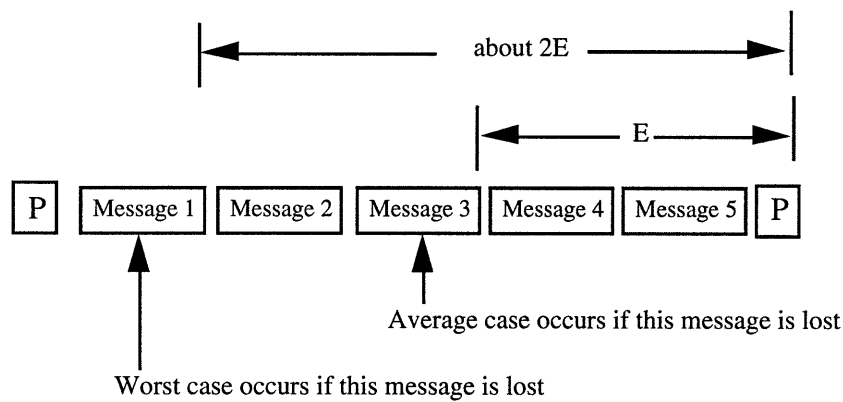 about 2E
E
P Message 1 Message 2 Message 3 Message 4 Message 5 P
Average case occurs if this message is lost
Worst case occurs if this message is lost